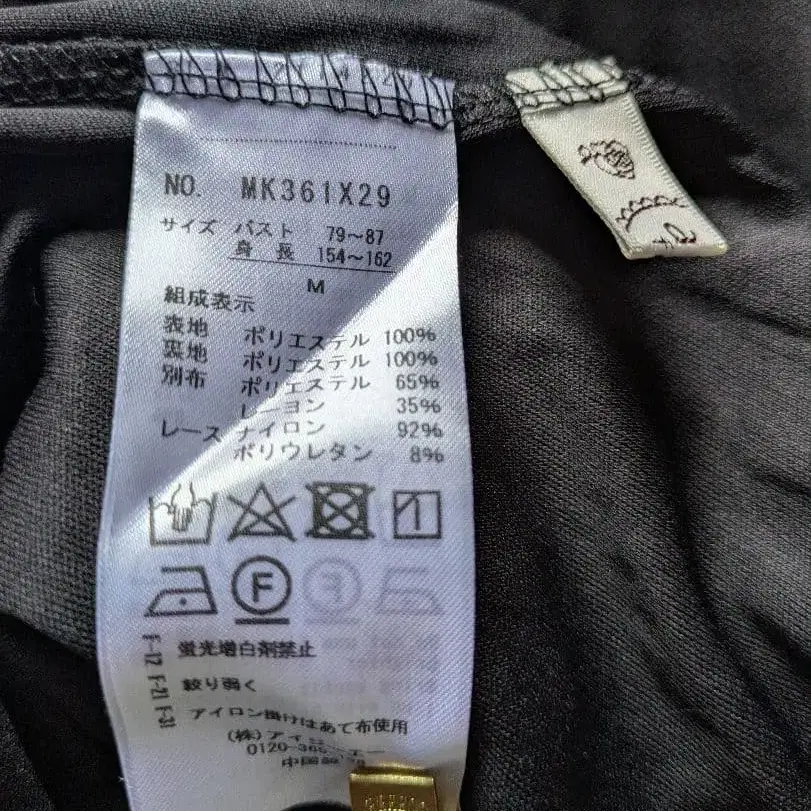 NO. MK361X29
サイズ バスト 79～87
身長 154～162
M
組成表示
表地 ポリエステル 100%
裏地 ポリエステル 100%
別布 ポリエステル 65%
レーヨン 35%
レース ナイロン 92%
ポリウレタン 8%
F
F-12 F-21 F-31
蛍光増白剤禁止
絞り弱く
アイロン掛けはあて布使用
(株)アイ
0120-36
中国